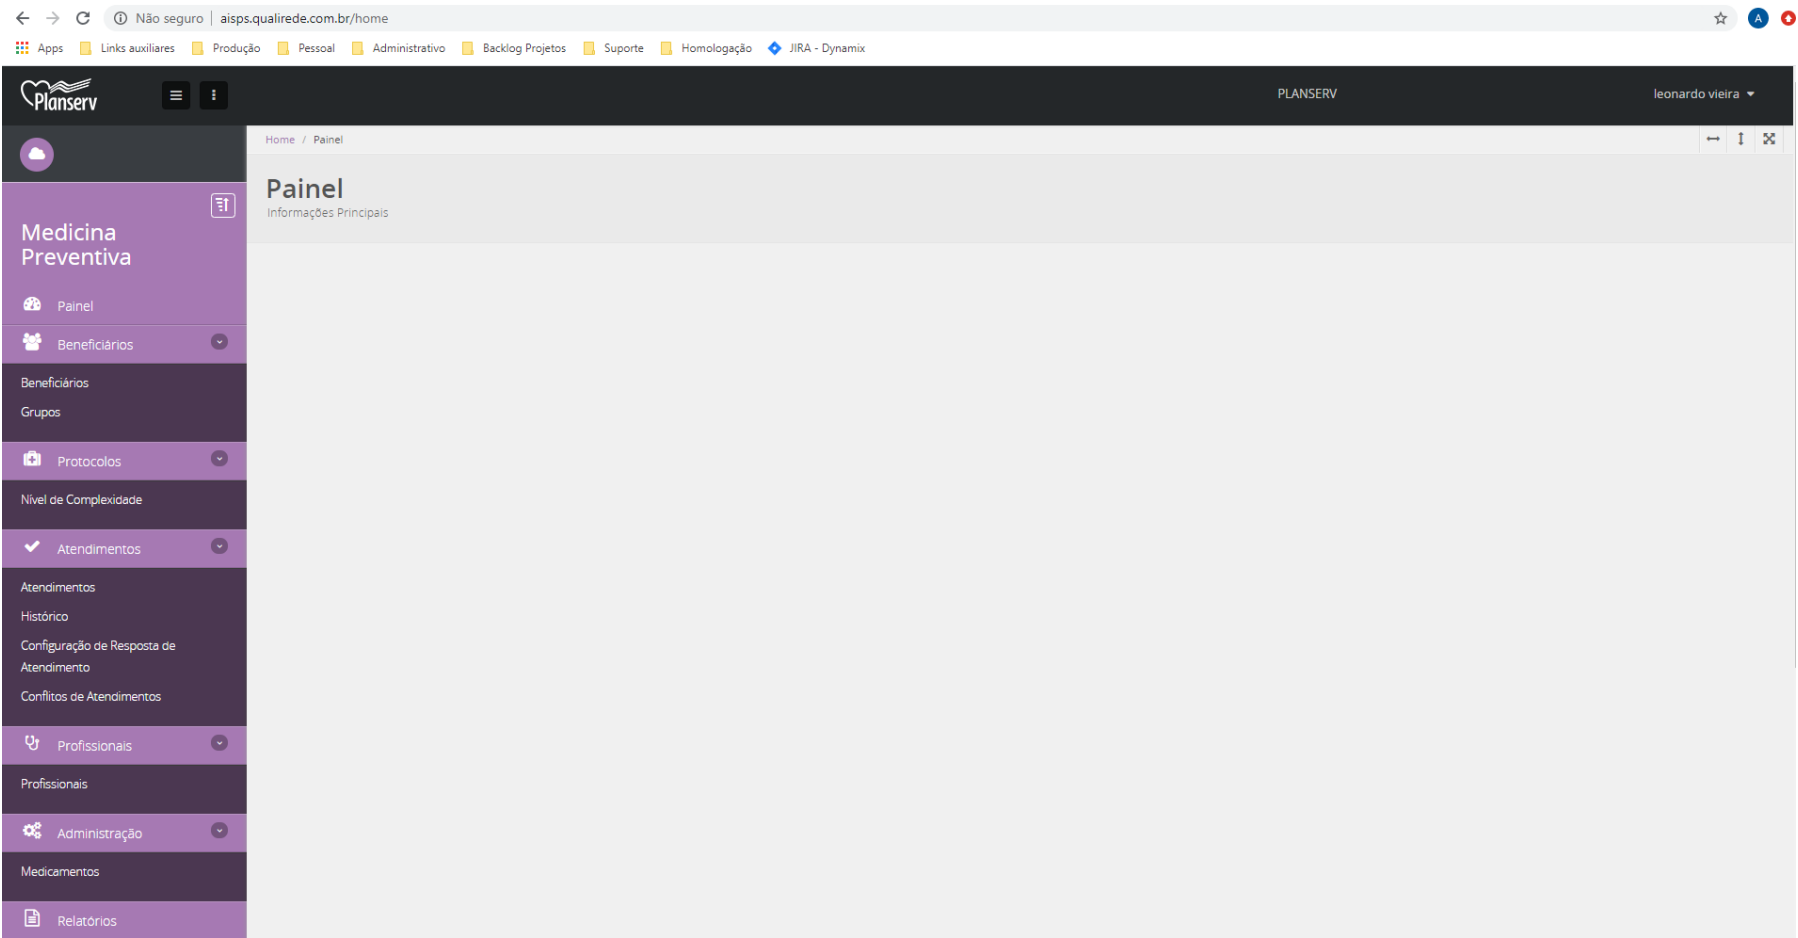 Não seguro | aisps.qualirede.com.br/home
A
Apps Links auxiliares Produção Pessoal Administrativo Backlog Projetos Suporte Homologação JIRA - Dynamix
Planserv
PLANSERV
leonardo vieira
Home / Painel
Painel
Informações Principais
Medicina
Preventiva
Painel
Beneficiários
Beneficiários
Grupos
Protocolos
Nível de Complexidade
Atendimentos
Atendimentos
Histórico
Configuração de Resposta de
Atendimento
Conflitos de Atendimentos
Profissionais
Profissionais
Administração
Medicamentos
Relatórios